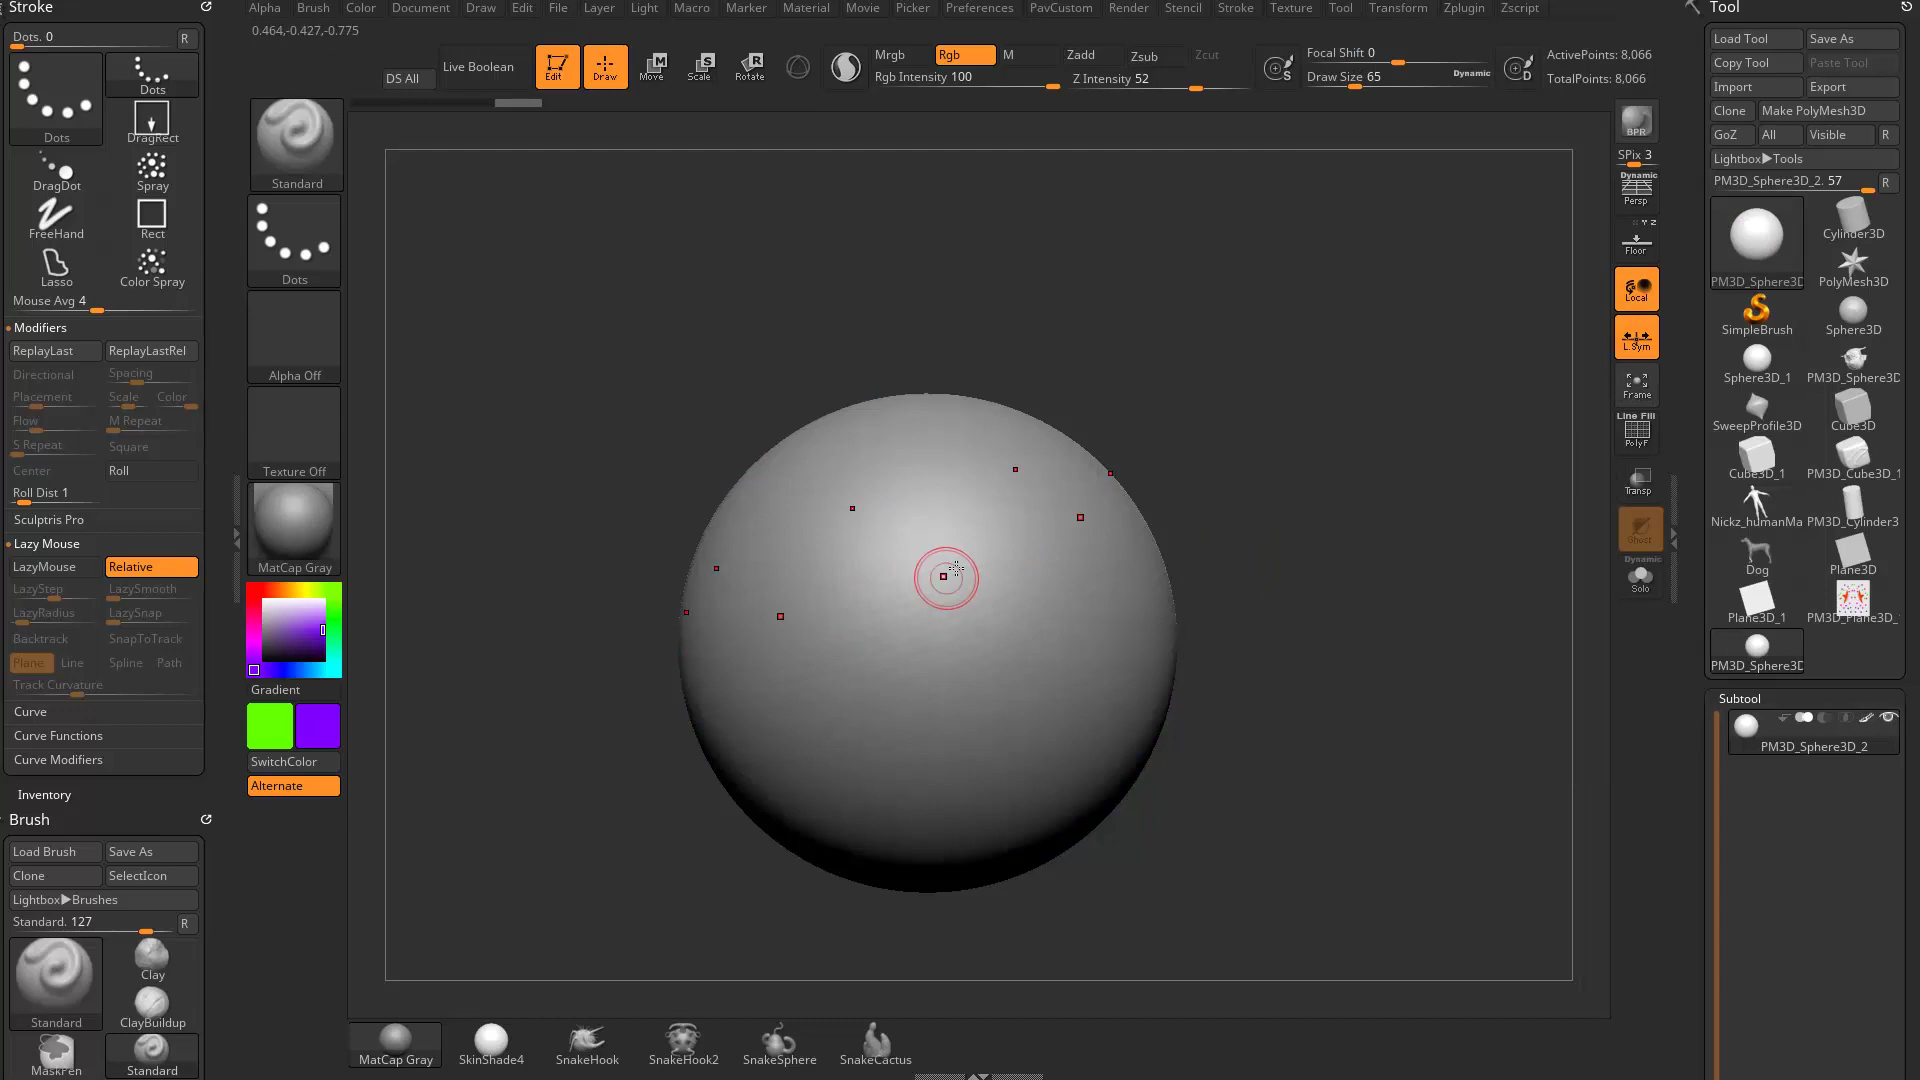 Stroke
Alpha Brush Color Document Draw Edit File Layer Light Macro Marker Material Movie Picker Preferences PavCustom Render Stencil Stroke Texture Tool Transform Zplugin Zscript
Tool
0.464,-0.427,-0.775
Dots. 0
R
Dots
Dots
DragRect
DragDot
Spray
FreeHand
Rect
Lasso
Color Spray
Mouse Avg 4
Modifiers
ReplayLast
ReplayLastRel
Directional
Spacing
Placement
Scale
Color
Flow
M Repeat
S Repeat
Square
Center
Roll
Roll Dist 1
Sculptris Pro
Lazy Mouse
LazyMouse
Relative
LazyStep
LazySmooth
LazyRadius
LazySnap
Backtrack
SnapToTrack
Plane
Line
Spline
Path
Track Curvature
Curve
Curve Functions
Curve Modifiers
Inventory
Brush
Load Brush
Save As
Clone
SelectIcon
Lightbox▶Brushes
Standard. 127
R
Clay
Standard
ClayBuildup
MaskPen
Standard
DS All
Live Boolean
Edit
Draw
Move
Scale
Rotate
Mrgb
Rgb
M
Rgb Intensity 100
Zadd
Zsub
Zcut
Z Intensity 52
S
Focal Shift 0
Draw Size 65
Dynamic
D
ActivePoints: 8,066
TotalPoints: 8,066
Standard
Dots
Alpha Off
Texture Off
MatCap Gray
Gradient
SwitchColor
Alternate
MatCap Gray
SkinShade4
SnakeHook
SnakeHook2
SnakeSphere
SnakeCactus
BPR
SPix 3
Dynamic
Persp
Floor
Local
L.Sym
Frame
Line Fill
PolyF
Transp
Ghost
Dynamic
Solo
Load Tool
Save As
Copy Tool
Paste Tool
Import
Export
Clone
Make PolyMesh3D
GoZ
All
Visible
R
Lightbox▶Tools
PM3D_Sphere3D_2. 57
R
PM3D_Sphere3D
Cylinder3D
PolyMesh3D
SimpleBrush
Sphere3D
Sphere3D_1
PM3D_Sphere3D
SweepProfile3D
Cube3D
Cube3D_1
PM3D_Cube3D_1
Nickz_humanMa
PM3D_Cylinder3
Dog
Plane3D
Plane3D_1
PM3D_Plane3D_
PM3D_Sphere3D
Subtool
PM3D_Sphere3D_2